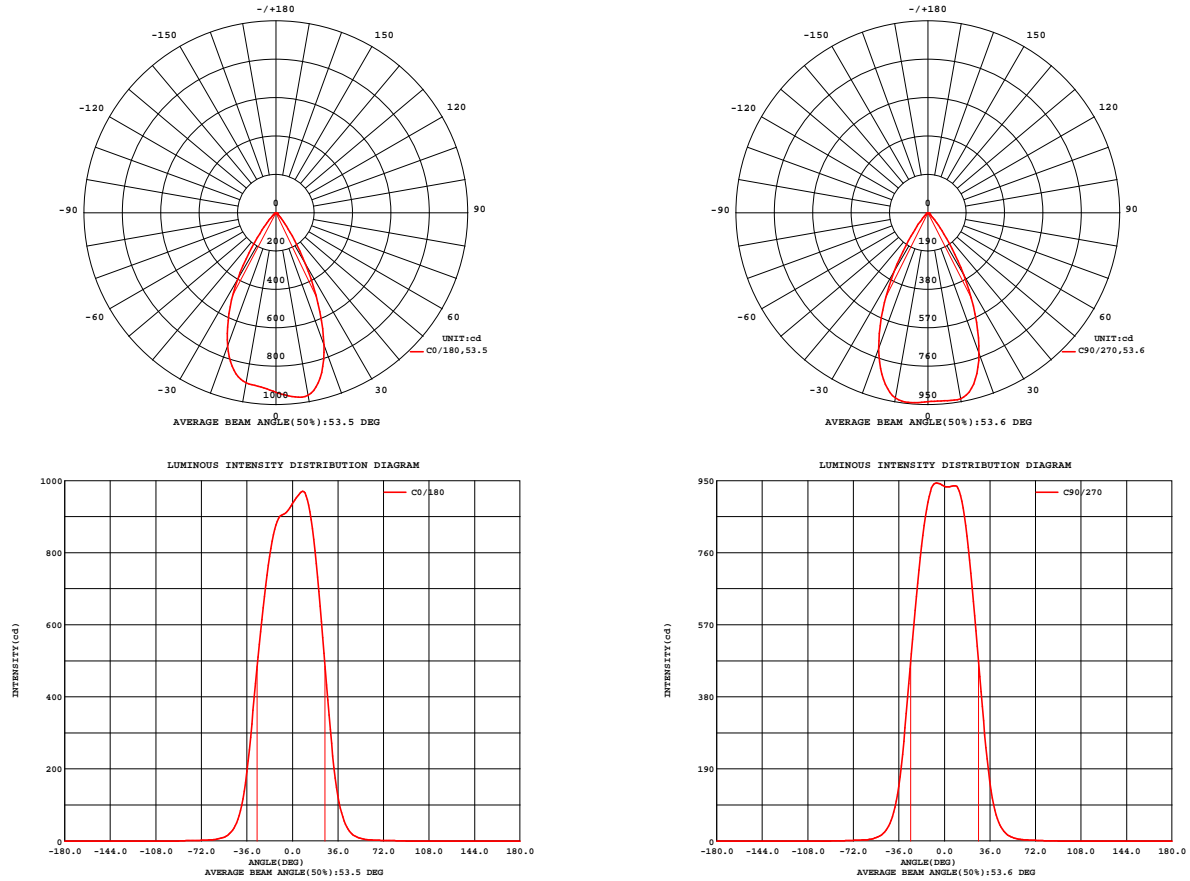 -/+180
-150
150
-120
120
-90
90
-60
60
-30
30
0
0
200
400
600
800
1000
UNIT:cd
C0/180,53.5
AVERAGE BEAM ANGLE(50%):53.5 DEG
-/+180
-150
150
-120
120
-90
90
-60
60
-30
30
0
0
190
380
570
760
950
UNIT:cd
C90/270,53.6
AVERAGE BEAM ANGLE(50%):53.6 DEG
LUMINOUS INTENSITY DISTRIBUTION DIAGRAM
C0/180
INTENSITY(cd)
1000
800
600
400
200
0
-180.0 -144.0 -108.0 -72.0 -36.0 0.0 36.0 72.0 108.0 144.0 180.0
ANGLE(DEG)
AVERAGE BEAM ANGLE(50%):53.5 DEG
LUMINOUS INTENSITY DISTRIBUTION DIAGRAM
C90/270
INTENSITY(cd)
950
760
570
380
190
0
-180.0 -144.0 -108.0 -72.0 -36.0 0.0 36.0 72.0 108.0 144.0 180.0
ANGLE(DEG)
AVERAGE BEAM ANGLE(50%):53.6 DEG